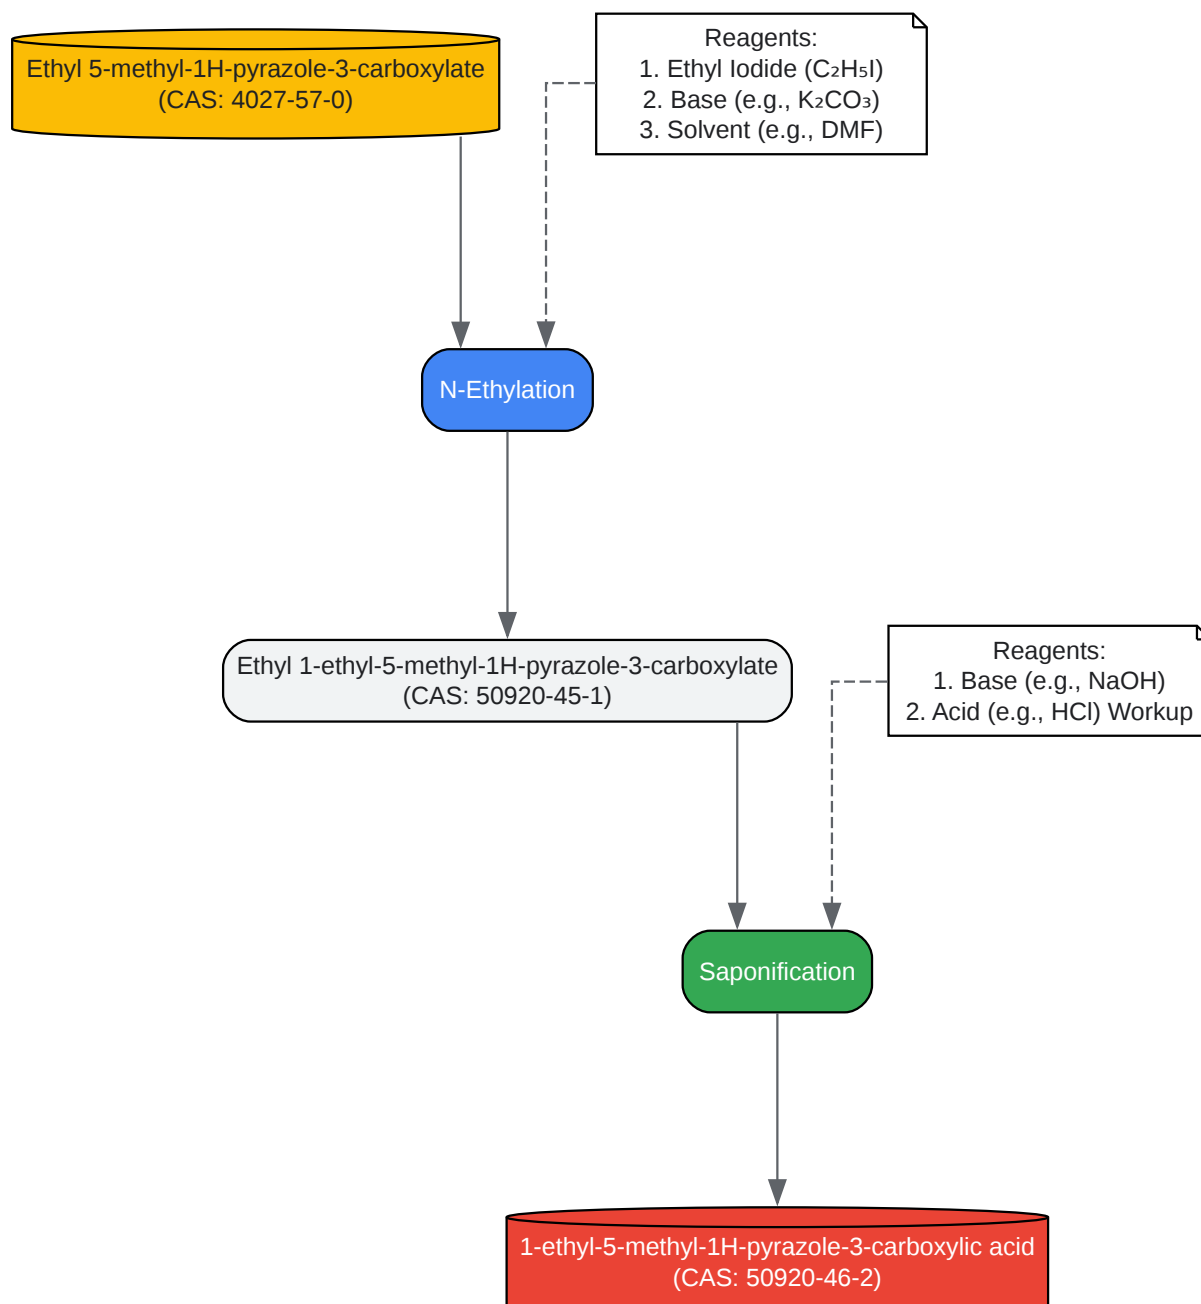 Ethyl 5-methyl-1H-pyrazole-3-carboxylate
(CAS: 4027-57-0)
Reagents:
1. Ethyl Iodide (C₂H₅I)
2. Base (e.g., K₂CO₃)
3. Solvent (e.g., DMF)
N-Ethylation
Ethyl 1-ethyl-5-methyl-1H-pyrazole-3-carboxylate
(CAS: 50920-45-1)
Reagents:
1. Base (e.g., NaOH)
2. Acid (e.g., HCl) Workup
Saponification
1-ethyl-5-methyl-1H-pyrazole-3-carboxylic acid
(CAS: 50920-46-2)